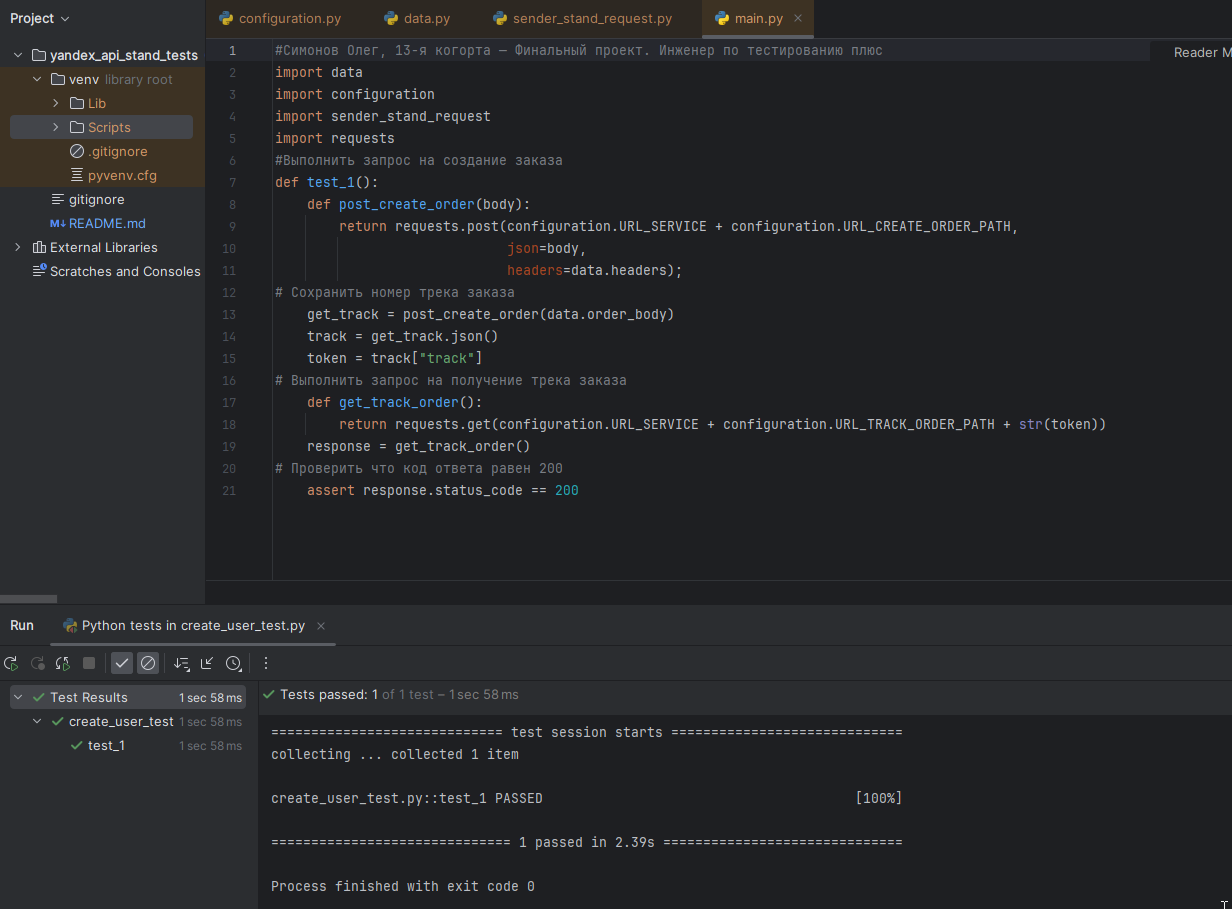 Project
configuration.py
data.py
sender_stand_request.py
main.py
yandex_api_stand_tests
venv library root
Lib
Scripts
.gitignore
pyvenv.cfg
gitignore
README.md
External Libraries
Scratches and Consoles
Reader M
1 #Симонов Олег, 13-я когорта — Финальный проект. Инженер по тестированию плюс
2 import data
3 import configuration
4 import sender_stand_request
5 import requests
6 #Выполнить запрос на создание заказа
7 def test_1():
8 def post_create_order(body):
9 return requests.post(configuration.URL_SERVICE + configuration.URL_CREATE_ORDER_PATH,
10 json=body,
11 headers=data.headers);
12 # Сохранить номер трека заказа
13 get_track = post_create_order(data.order_body)
14 track = get_track.json()
15 token = track["track"]
16 # Выполнить запрос на получение трека заказа
17 def get_track_order():
18 return requests.get(configuration.URL_SERVICE + configuration.URL_TRACK_ORDER_PATH + str(token))
19 response = get_track_order()
20 # Проверить что код ответа равен 200
21 assert response.status_code == 200
Run
Python tests in create_user_test.py
Test Results 1 sec 58 ms
create_user_test 1 sec 58 ms
test_1 1 sec 58 ms
Tests passed: 1 of 1 test – 1 sec 58 ms
============================= test session starts =============================
collecting ... collected 1 item
create_user_test.py::test_1 PASSED [100%]
============================== 1 passed in 2.39s ==============================
Process finished with exit code 0